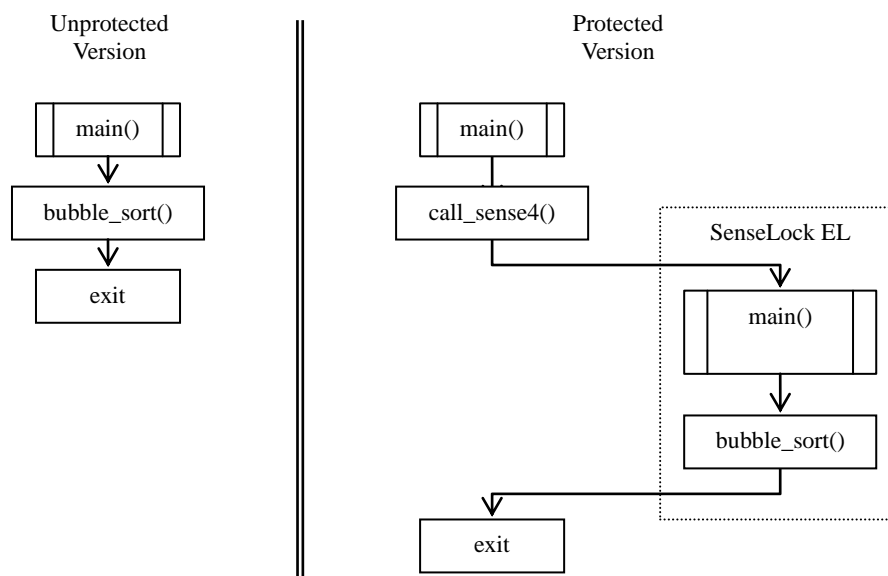 Unprotected
Version
main()
bubble_sort()
exit
Protected
Version
main()
call_sense4()
SenseLock EL
main()
bubble_sort()
exit